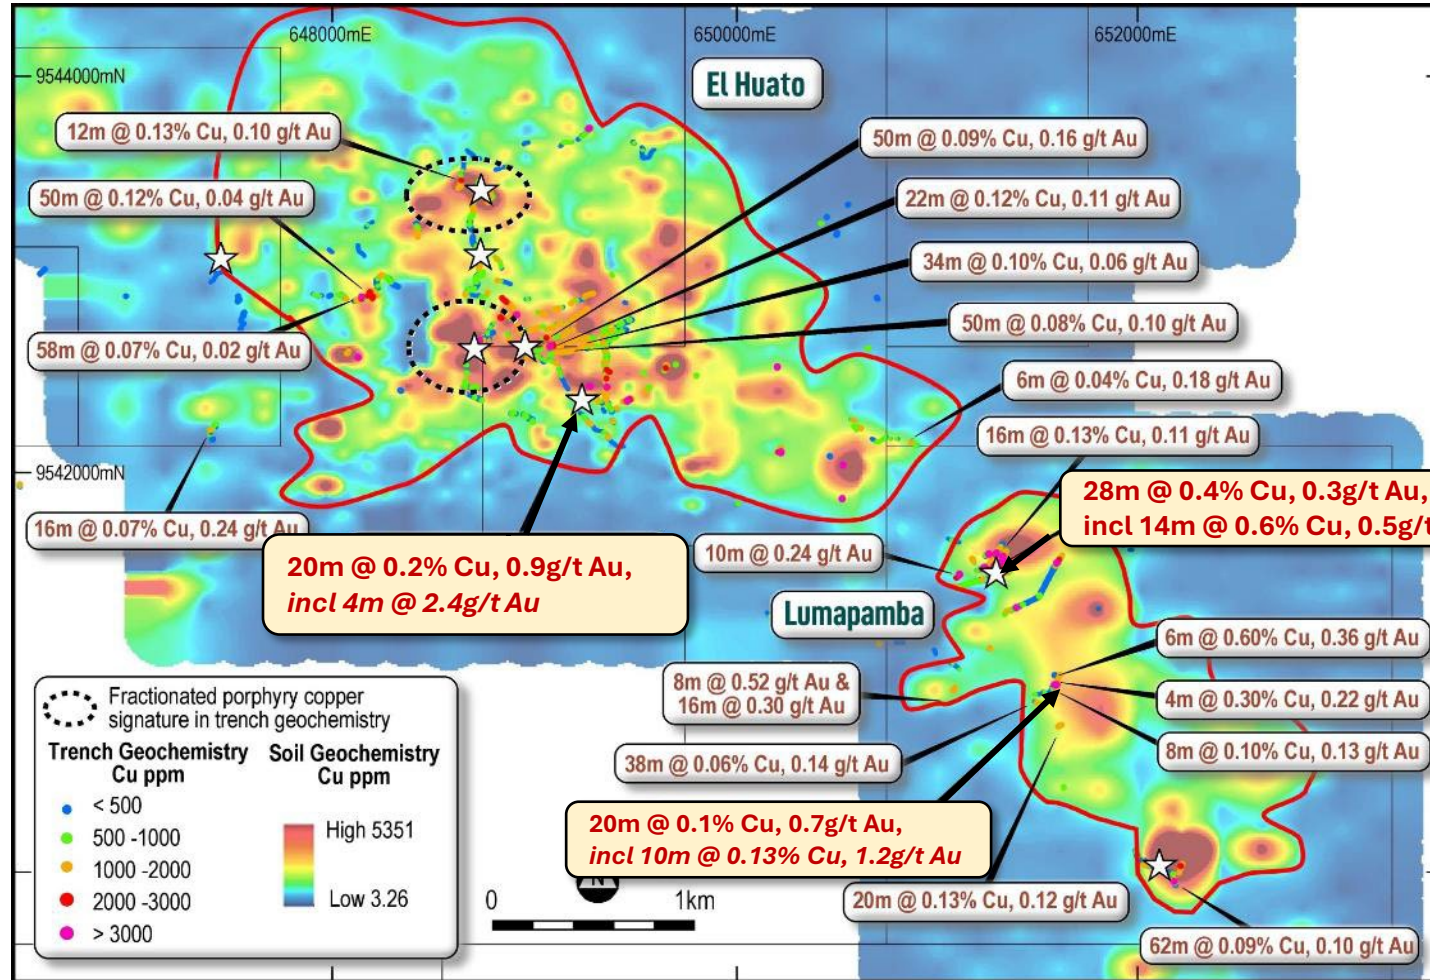 648000mE
650000mE
652000mE
9544000mN
El Huato
12m @ 0.13% Cu, 0.10 g/t Au
50m @ 0.09% Cu, 0.16 g/t Au
50m @ 0.12% Cu, 0.04 g/t Au
22m @ 0.12% Cu, 0.11 g/t Au
34m @ 0.10% Cu, 0.06 g/t Au
50m @ 0.08% Cu, 0.10 g/t Au
58m @ 0.07% Cu, 0.02 g/t Au
6m @ 0.04% Cu, 0.18 g/t Au
16m @ 0.13% Cu, 0.11 g/t Au
9542000mN
28m @ 0.4% Cu, 0.3g/t Au,
incl 14m @ 0.6% Cu, 0.5g/t
16m @ 0.07% Cu, 0.24 g/t Au
20m @ 0.2% Cu, 0.9g/t Au,
incl 4m @ 2.4g/t Au
10m @ 0.24 g/t Au
Lumapamba
6m @ 0.60% Cu, 0.36 g/t Au
8m @ 0.52 g/t Au &
16m @ 0.30 g/t Au
4m @ 0.30% Cu, 0.22 g/t Au
8m @ 0.10% Cu, 0.13 g/t Au
38m @ 0.06% Cu, 0.14 g/t Au
20m @ 0.1% Cu, 0.7g/t Au,
incl 10m @ 0.13% Cu, 1.2g/t Au
20m @ 0.13% Cu, 0.12 g/t Au
62m @ 0.09% Cu, 0.10 g/t Au
Fractionated porphyry copper
signature in trench geochemistry
Trench Geochemistry
Cu ppm
< 500
500 -1000
1000 -2000
2000 -3000
> 3000
Soil Geochemistry
Cu ppm
High 5351
Low 3.26
N
0
1km